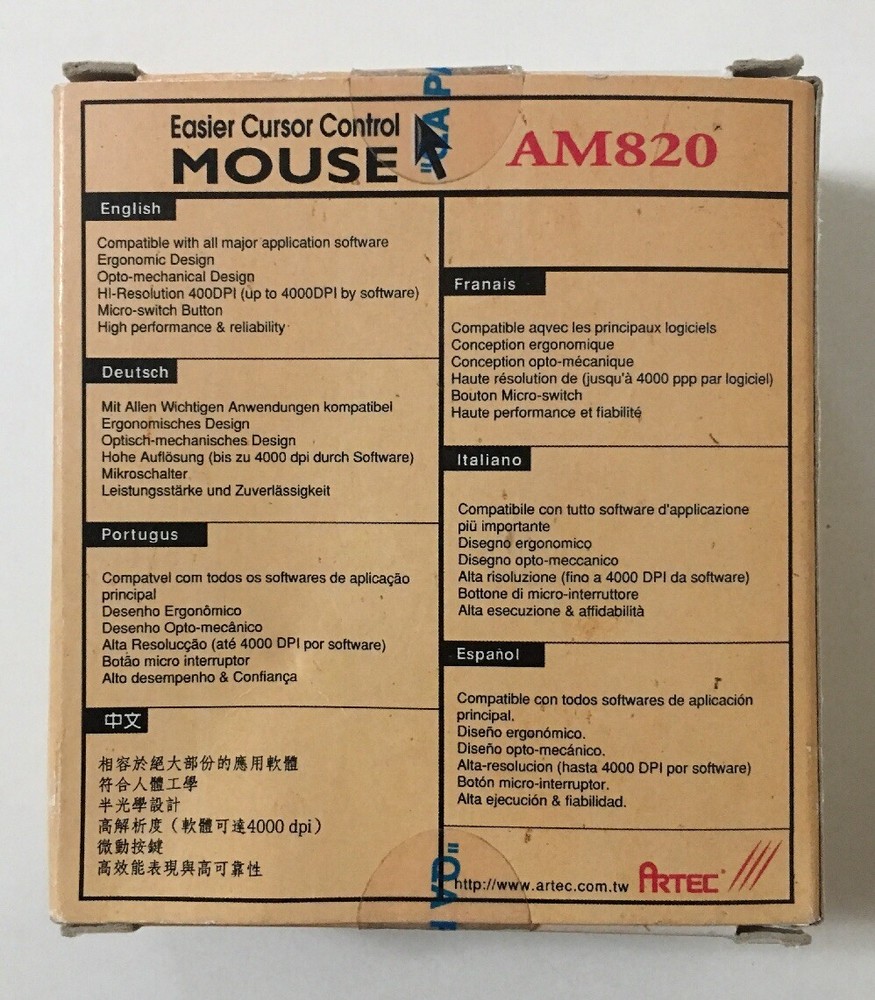 Easier Cursor Control
MOUSE
AM820
English
Compatible with all major application software
Ergonomic Design
Opto-mechanical Design
HI-Resolution 400DPI (up to 4000DPI by software)
Micro-switch Button
High performance & reliability
Deutsch
Mit Allen Wichtigen Anwendungen kompatibel
Ergonomisches Design
Optisch-mechanisches Design
Hohe Auflösung (bis zu 4000 dpi durch Software)
Mikroschalter
Leistungsstärke und Zuverlässigkeit
Portugus
Compatvel com todos os softwares de aplicação
principal
Desenho Ergonômico
Desenho Opto-mecânico
Alta Resolucção (até 4000 DPI por software)
Botão micro interruptor
Alto desempenho & Confiança
中文
相容於絕大部份的應用軟體
符合人體工學
半光學設計
高解析度（軟體可達4000 dpi）
微動按鍵
高效能表現與高可靠性
Franais
Compatible aqvec les principaux logiciels
Conception ergonomique
Conception opto-mécanique
Haute résolution de (jusqu'à 4000 ppp par logiciel)
Bouton Micro-switch
Haute performance et fiabilité
Italiano
Compatibile con tutto software d'applicazione
piü importante
Disegno ergonomico
Disegno opto-meccanico
Alta risoluzione (fino a 4000 DPI da software)
Bottone di micro-interruttore
Alta esecuzione & affidabilità
Español
Compatible con todos softwares de aplicación
principal.
Diseño ergonómico.
Diseño opto-mecánico.
Alta-resolucion (hasta 4000 DPI por software)
Botón micro-interruptor.
Alta ejecución & fiabilidad.
http://www.artec.com.tw
ARTEC
"QA P
"QA P